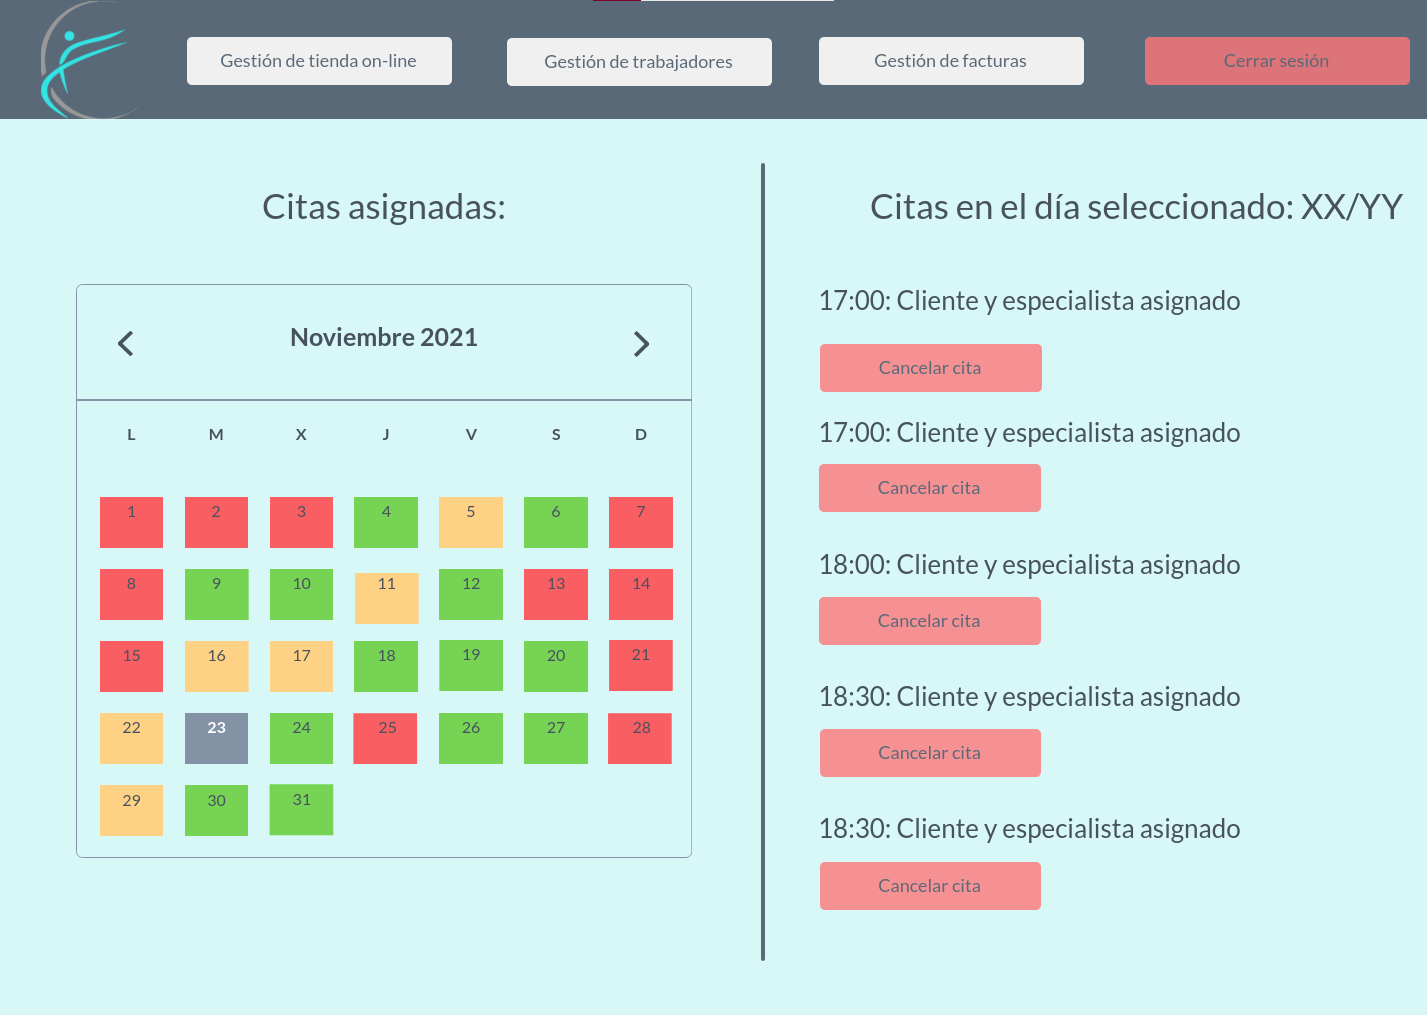 Gestión de tienda on-line
Gestión de trabajadores
Gestión de facturas
Cerrar sesión
Citas asignadas:
Noviembre 2021
L M X J V S D
1 2 3 4 5 6 7
8 9 10 11 12 13 14
15 16 17 18 19 20 21
22 23 24 25 26 27 28
29 30 31
Citas en el día seleccionado: XX/YY
17:00: Cliente y especialista asignado
Cancelar cita
17:00: Cliente y especialista asignado
Cancelar cita
18:00: Cliente y especialista asignado
Cancelar cita
18:30: Cliente y especialista asignado
Cancelar cita
18:30: Cliente y especialista asignado
Cancelar cita